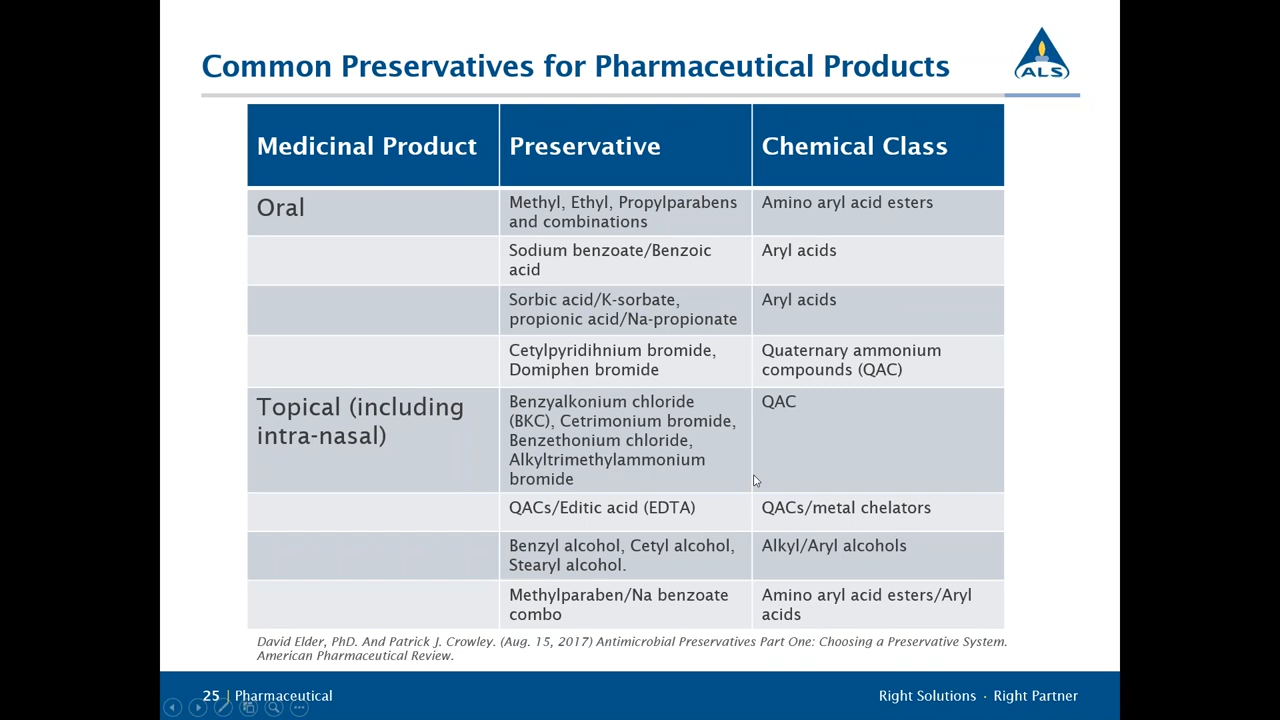 Common Preservatives for Pharmaceutical Products
ALS
Medicinal Product
Preservative
Chemical Class
Oral
Methyl, Ethyl, Propylparabens
and combinations
Amino aryl acid esters
Sodium benzoate/Benzoic
acid
Aryl acids
Sorbic acid/K-sorbate,
propionic acid/Na-propionate
Aryl acids
Cetylpyridihnium bromide,
Domiphen bromide
Quaternary ammonium
compounds (QAC)
Topical (including
intra-nasal)
Benzyalkonium chloride
(BKC), Cetrimonium bromide,
Benzethonium chloride,
Alkyltrimethylammonium
bromide
QAC
QACs/Editic acid (EDTA)
QACs/metal chelators
Benzyl alcohol, Cetyl alcohol,
Stearyl alcohol.
Alkyl/Aryl alcohols
Methylparaben/Na benzoate
combo
Amino aryl acid esters/Aryl
acids
David Elder, PhD. And Patrick J. Crowley. (Aug. 15, 2017) Antimicrobial Preservatives Part One: Choosing a Preservative System.
American Pharmaceutical Review.
25 | Pharmaceutical
Right Solutions · Right Partner